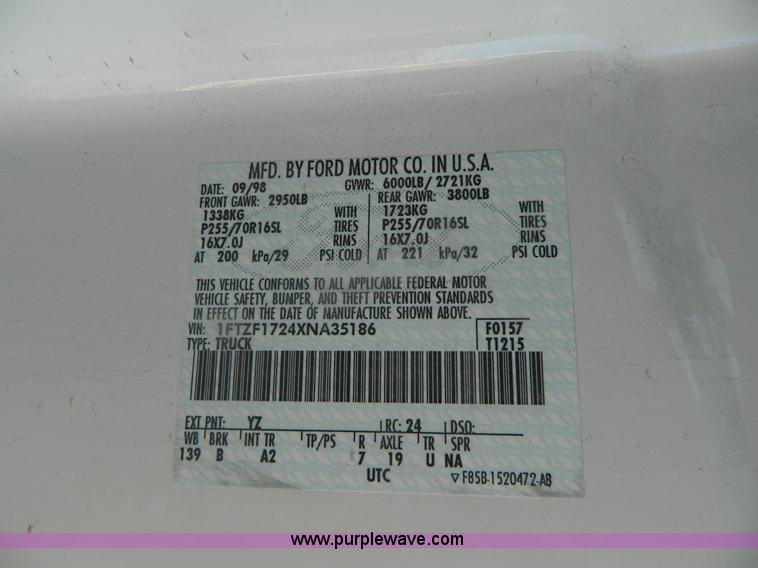 MFD. BY FORD MOTOR CO. IN U.S.A.
DATE: 09/98 GVWR: 6000LB/ 2721KG
FRONT GAWR: 2950LB REAR GAWR: 3800LB
1338KG WITH 1723KG WITH
P255/70R16SL TIRES P255/70R16SL TIRES
16X7.0J RIMS 16X7.0J RIMS
AT 200 kPa/29 PSI COLD AT 221 kPa/32 PSI COLD
THIS VEHICLE CONFORMS TO ALL APPLICABLE FEDERAL MOTOR
VEHICLE SAFETY, BUMPER, AND THEFT PREVENTION STANDARDS
IN EFFECT ON THE DATE OF MANUFACTURE SHOWN ABOVE.
VIN: 1FTZF1724XNA35186 F0157
TYPE: TRUCK T1215
EXT PNT: YZ RC: 24 DSO:
WB BRK INT TR TP/PS R AXLE TR SPR
139 B A2 7 19 U NA
UTC ▽F85B-1520472-AB
www.purplewave.com